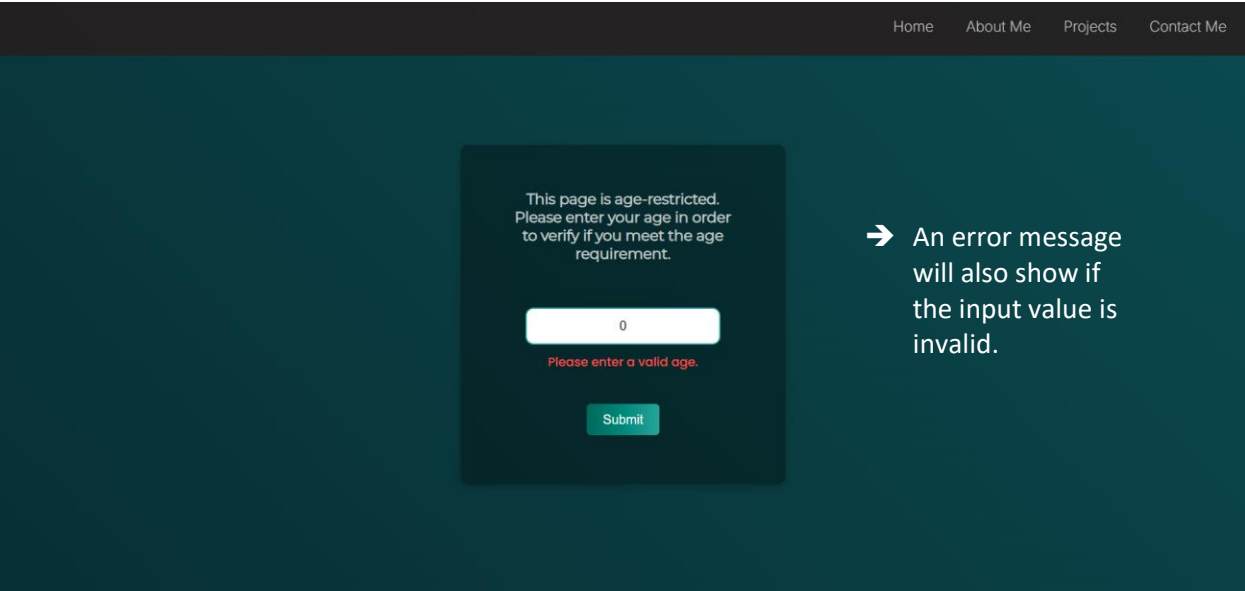 Home About Me Projects Contact Me
This page is age-restricted.
Please enter your age in order
to verify if you meet the age
requirement.
0
Please enter a valid age.
Submit
➔ An error message
will also show if
the input value is
invalid.